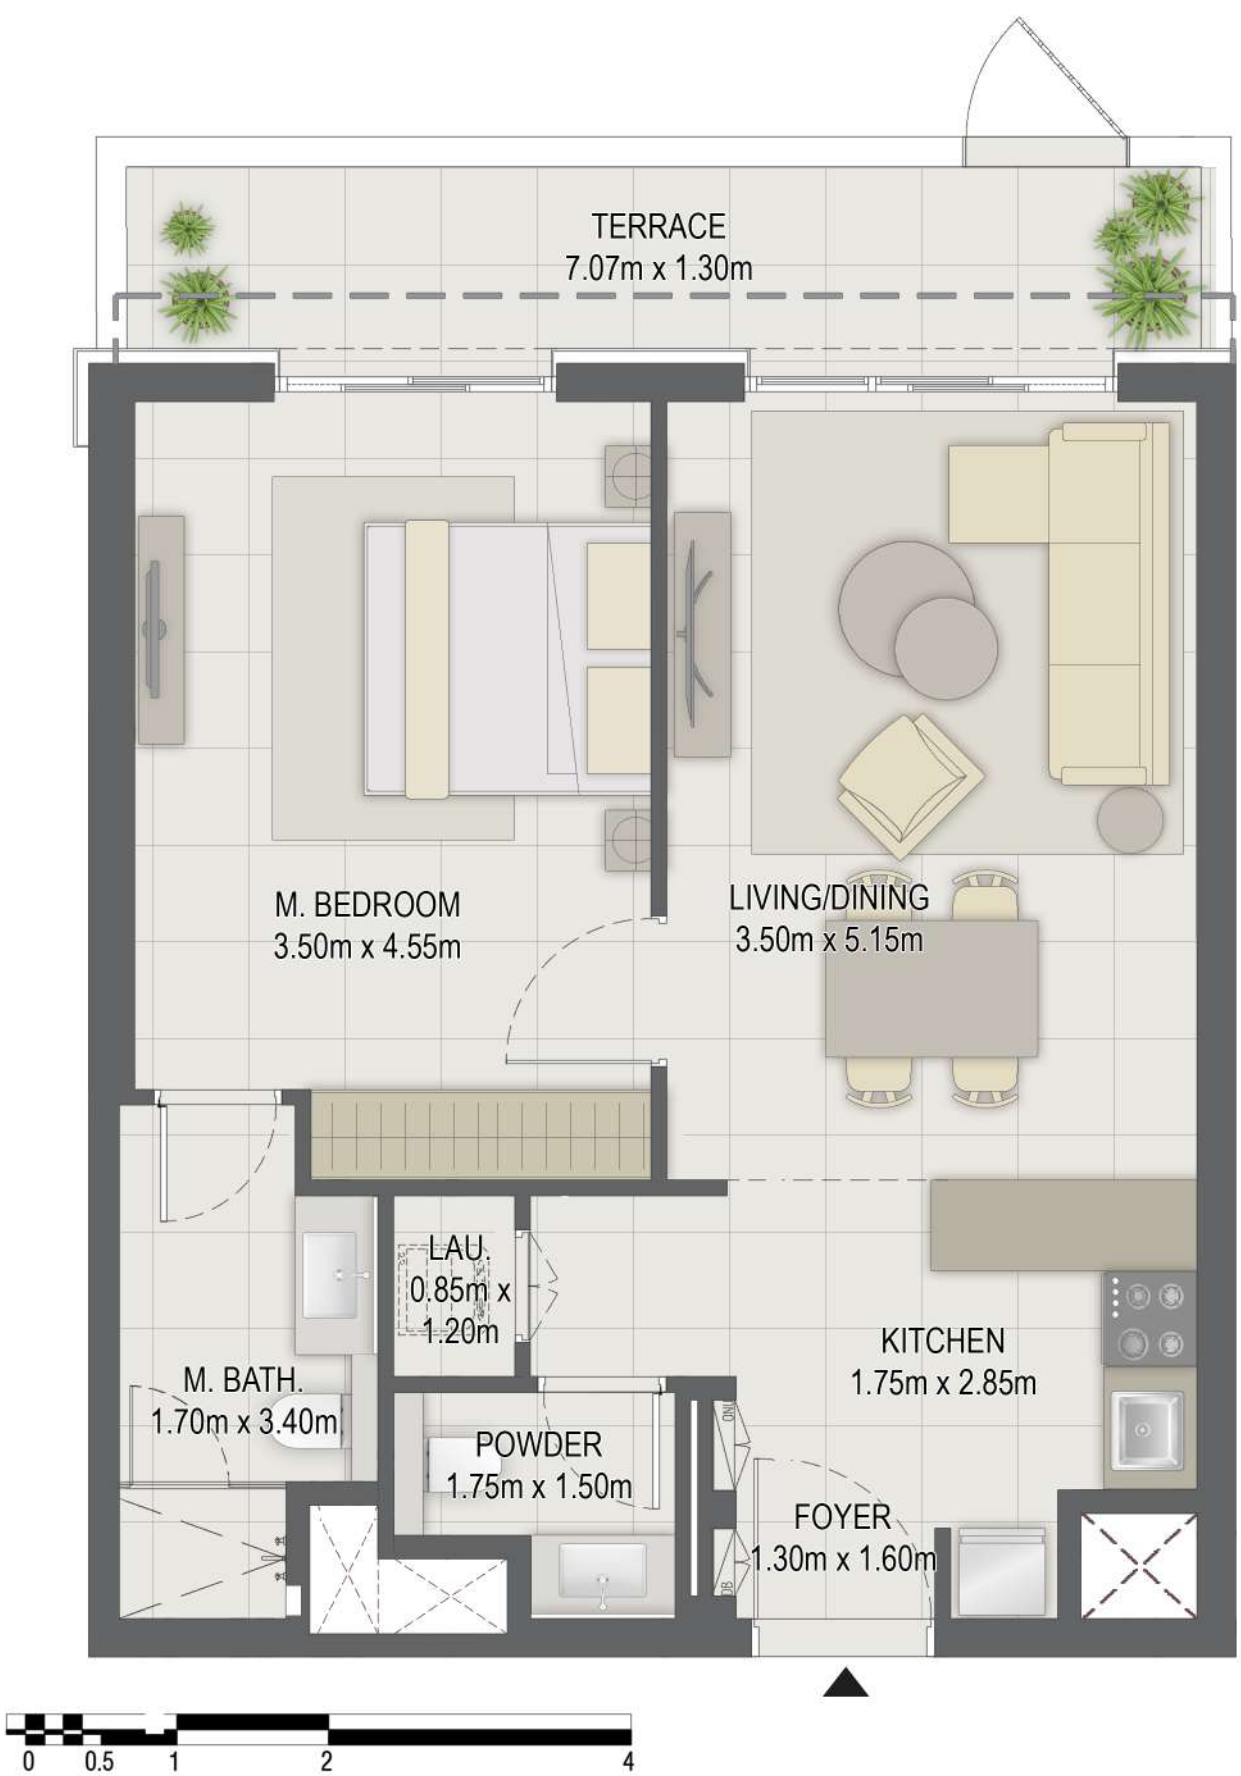 TERRACE
7.07m x 1.30m
M. BEDROOM
3.50m x 4.55m
LIVING/DINING
3.50m x 5.15m
LAU.
0.85m x
1.20m
KITCHEN
1.75m x 2.85m
M. BATH.
1.70m x 3.40m
POWDER
1.75m x 1.50m
FOYER
1.30m x 1.60m
DB
0 0.5 1 2 4